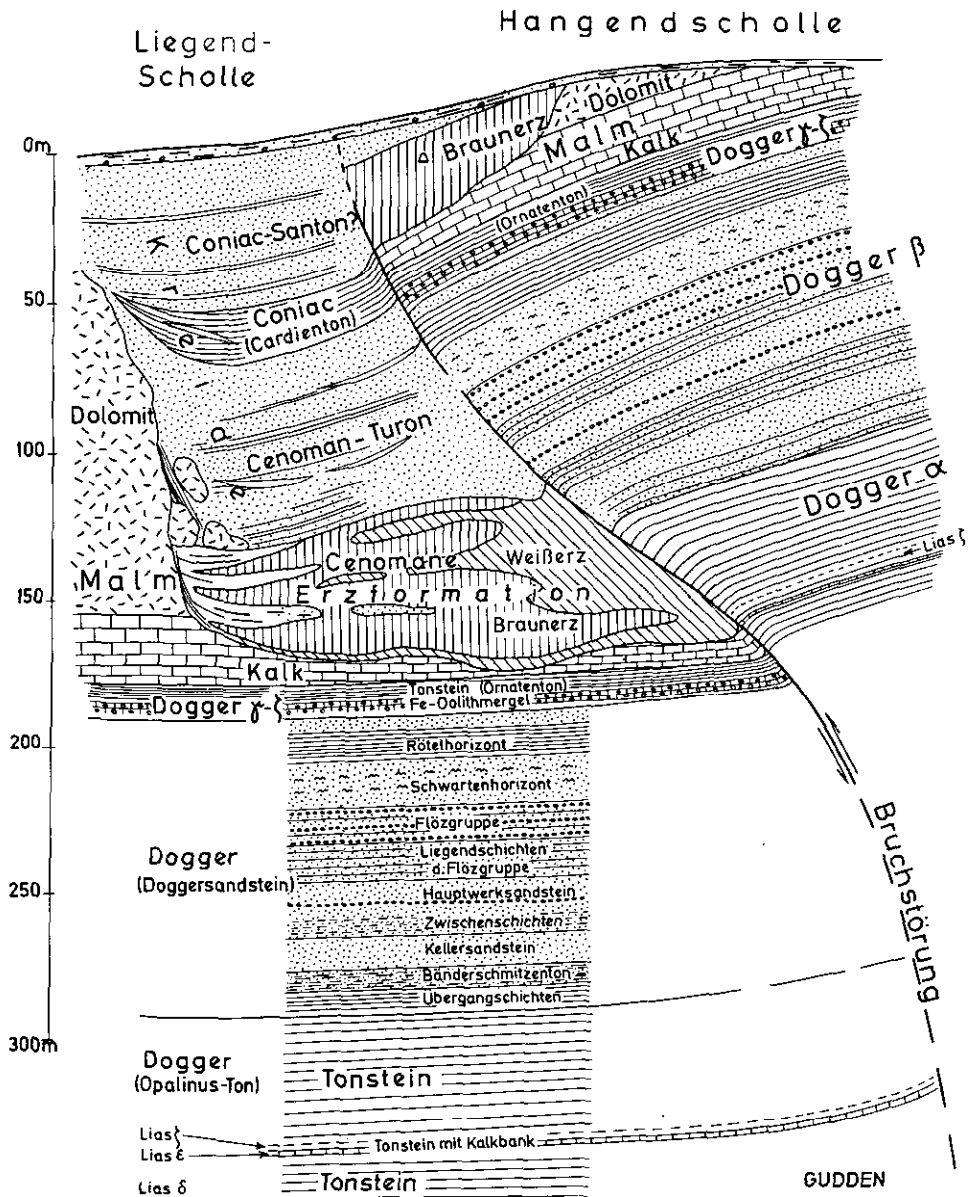 Liegend-
Scholle
Hangendscholle
0m
50
100
150
200
250
300m
Braunerz
Dolomit
Malm
Kalk
Dogger γ-ζ
(Ornatenton)
Dogger β
Dogger α
Lias ζ
Kreide
Coniac-Santon?
Coniac
(Cardienton)
Cenoman-Turon
Dolomit
Malm
Cenomane
Erzformation
Weißerz
Braunerz
Kalk
Dogger γ-ζ
Tonstein (Ornatenton)
Fe-Oolithmergel
Rötelhorizont
Schwartenhorizont
Flözgruppe
Liegendschichten
d.Flözgruppe
Hauptwerksandstein
Zwischenschichten
Kellersandstein
Bänderschmitzenton
Übergangschichten
Dogger
(Doggersandstein)
Dogger
(Opalinus-Ton)
Tonstein
Lias ζ
Lias ε
Tonstein mit Kalkbank
Lias δ
Tonstein
Bruchstörung
GUDDEN